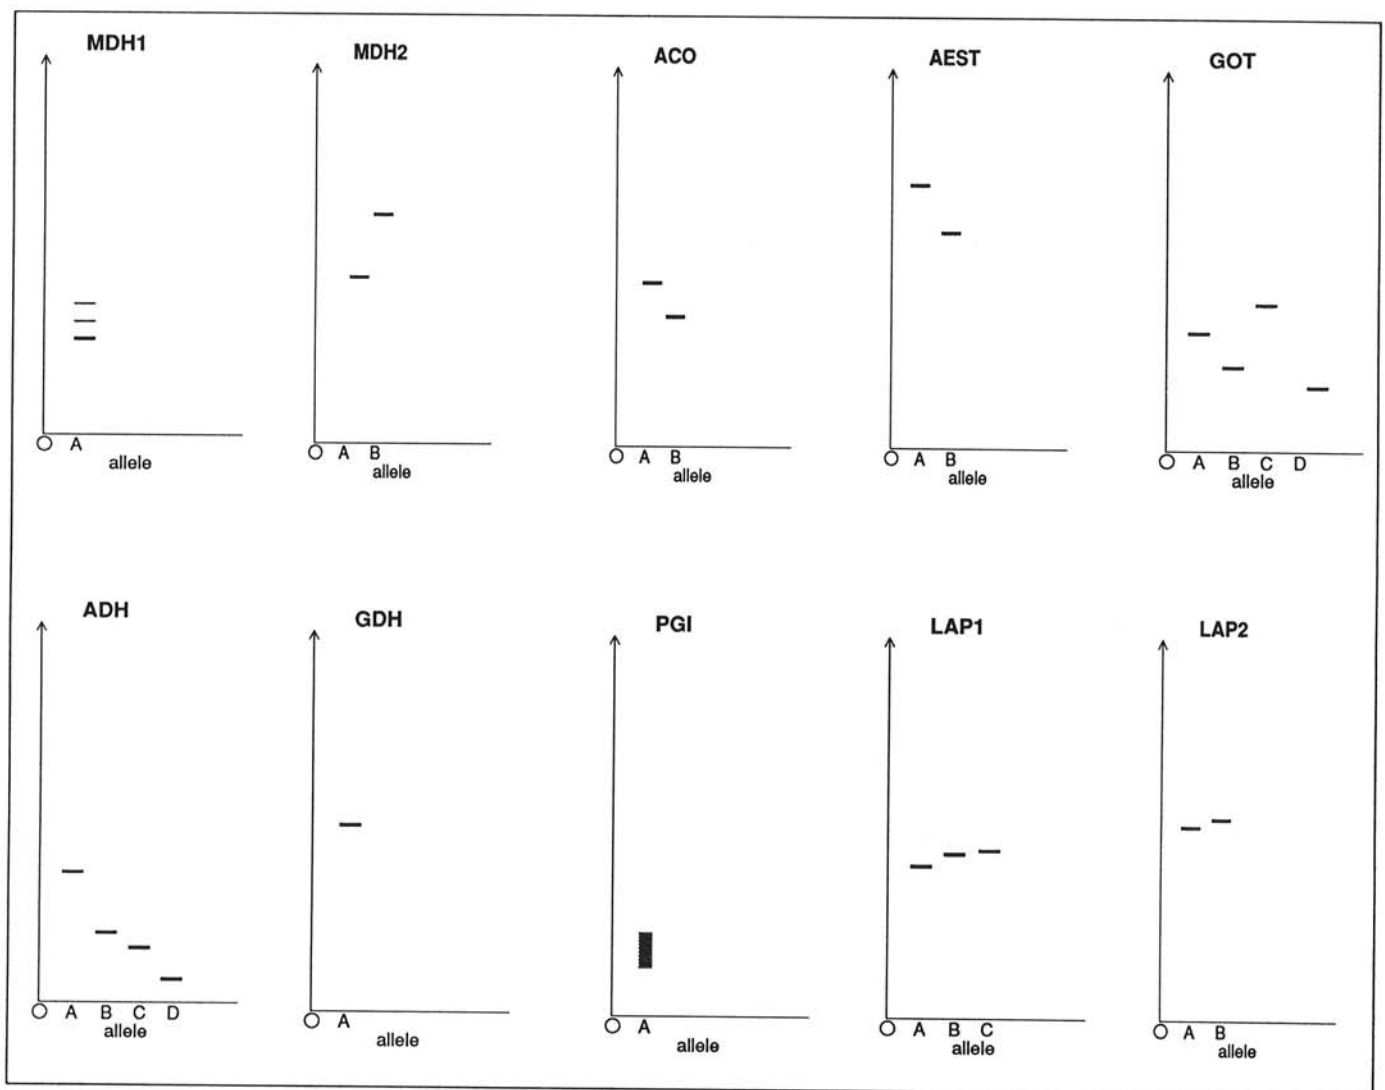 MDH1
MDH2
ACO
AEST
GOT
O A
allele
O A B
allele
O A B
allele
O A B
allele
O A B C D
allele
ADH
GDH
PGI
LAP1
LAP2
O A B C D
allele
O A
allele
O A
allele
O A B C
allele
O A B
allele